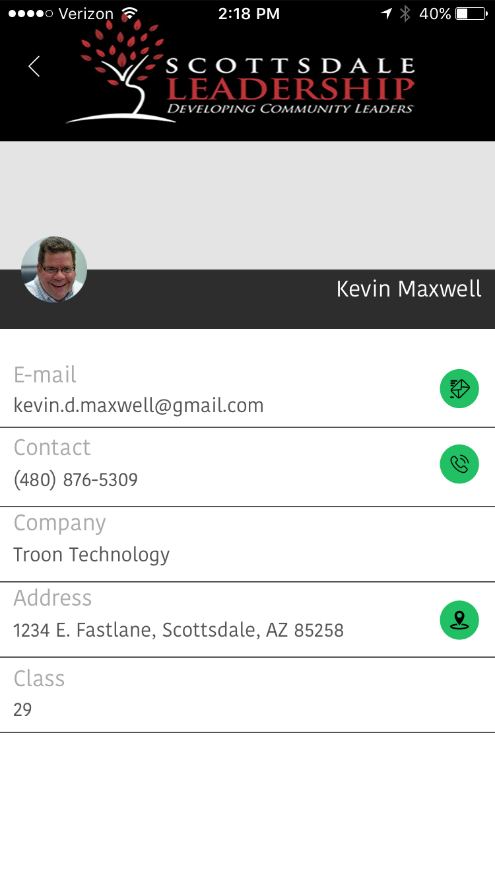 Verizon 2:18 PM 40%
SCOTTSDALE
LEADERSHIP
DEVELOPING COMMUNITY LEADERS
Kevin Maxwell
E-mail
kevin.d.maxwell@gmail.com
Contact
(480) 876-5309
Company
Troon Technology
Address
1234 E. Fastlane, Scottsdale, AZ 85258
Class
29